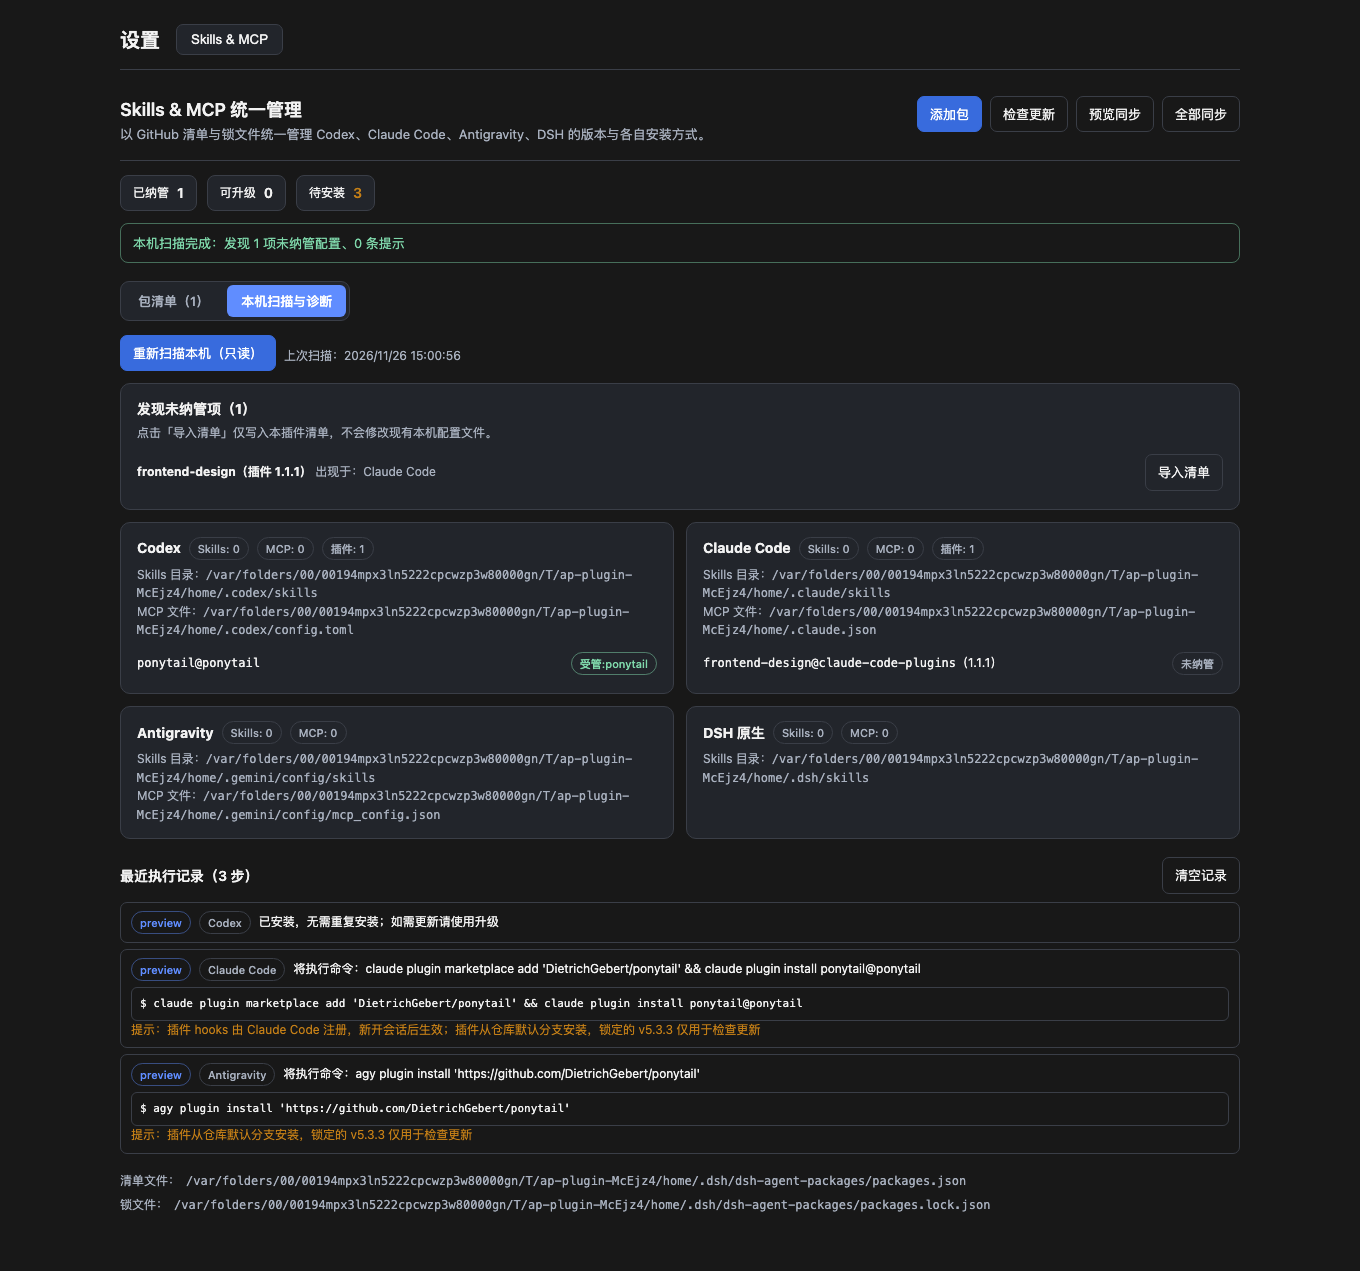 设置
Skills & MCP
Skills & MCP 统一管理
以 GitHub 清单与锁文件统一管理 Codex、Claude Code、Antigravity、DSH 的版本与各自安装方式。
添加包
检查更新
预览同步
全部同步
已纳管 1
可升级 0
待安装 3
本机扫描完成：发现 1 项未纳管配置、0 条提示
包清单（1）
本机扫描与诊断
重新扫描本机（只读）
上次扫描：2026/11/26 15:00:56
发现未纳管项（1）
点击「导入清单」仅写入本插件清单，不会修改现有本机配置文件。
frontend-design（插件 1.1.1） 出现于：Claude Code
导入清单
Codex Skills: 0 MCP: 0 插件: 1
Skills 目录：/var/folders/00/00194mpx3ln5222cpcwzp3w80000gn/T/ap-plugin-
McEjz4/home/.codex/skills
MCP 文件：/var/folders/00/00194mpx3ln5222cpcwzp3w80000gn/T/ap-plugin-
McEjz4/home/.codex/config.toml
ponytail@ponytail
受管:ponytail
Claude Code Skills: 0 MCP: 0 插件: 1
Skills 目录：/var/folders/00/00194mpx3ln5222cpcwzp3w80000gn/T/ap-plugin-
McEjz4/home/.claude/skills
MCP 文件：/var/folders/00/00194mpx3ln5222cpcwzp3w80000gn/T/ap-plugin-
McEjz4/home/.claude.json
frontend-design@claude-code-plugins (1.1.1)
未纳管
Antigravity Skills: 0 MCP: 0
Skills 目录：/var/folders/00/00194mpx3ln5222cpcwzp3w80000gn/T/ap-plugin-
McEjz4/home/.gemini/config/skills
MCP 文件：/var/folders/00/00194mpx3ln5222cpcwzp3w80000gn/T/ap-plugin-
McEjz4/home/.gemini/config/mcp_config.json
DSH 原生 Skills: 0 MCP: 0
Skills 目录：/var/folders/00/00194mpx3ln5222cpcwzp3w80000gn/T/ap-plugin-
McEjz4/home/.dsh/skills
最近执行记录（3 步）
清空记录
preview Codex 已安装，无需重复安装；如需更新请使用升级
preview Claude Code 将执行命令：claude plugin marketplace add 'DietrichGebert/ponytail' && claude plugin install ponytail@ponytail
$ claude plugin marketplace add 'DietrichGebert/ponytail' && claude plugin install ponytail@ponytail
提示：插件 hooks 由 Claude Code 注册，新开会话后生效；插件从仓库默认分支安装，锁定的 v5.3.3 仅用于检查更新
preview Antigravity 将执行命令：agy plugin install 'https://github.com/DietrichGebert/ponytail'
$ agy plugin install 'https://github.com/DietrichGebert/ponytail'
提示：插件从仓库默认分支安装，锁定的 v5.3.3 仅用于检查更新
清单文件： /var/folders/00/00194mpx3ln5222cpcwzp3w80000gn/T/ap-plugin-McEjz4/home/.dsh/dsh-agent-packages/packages.json
锁文件： /var/folders/00/00194mpx3ln5222cpcwzp3w80000gn/T/ap-plugin-McEjz4/home/.dsh/dsh-agent-packages/packages.lock.json